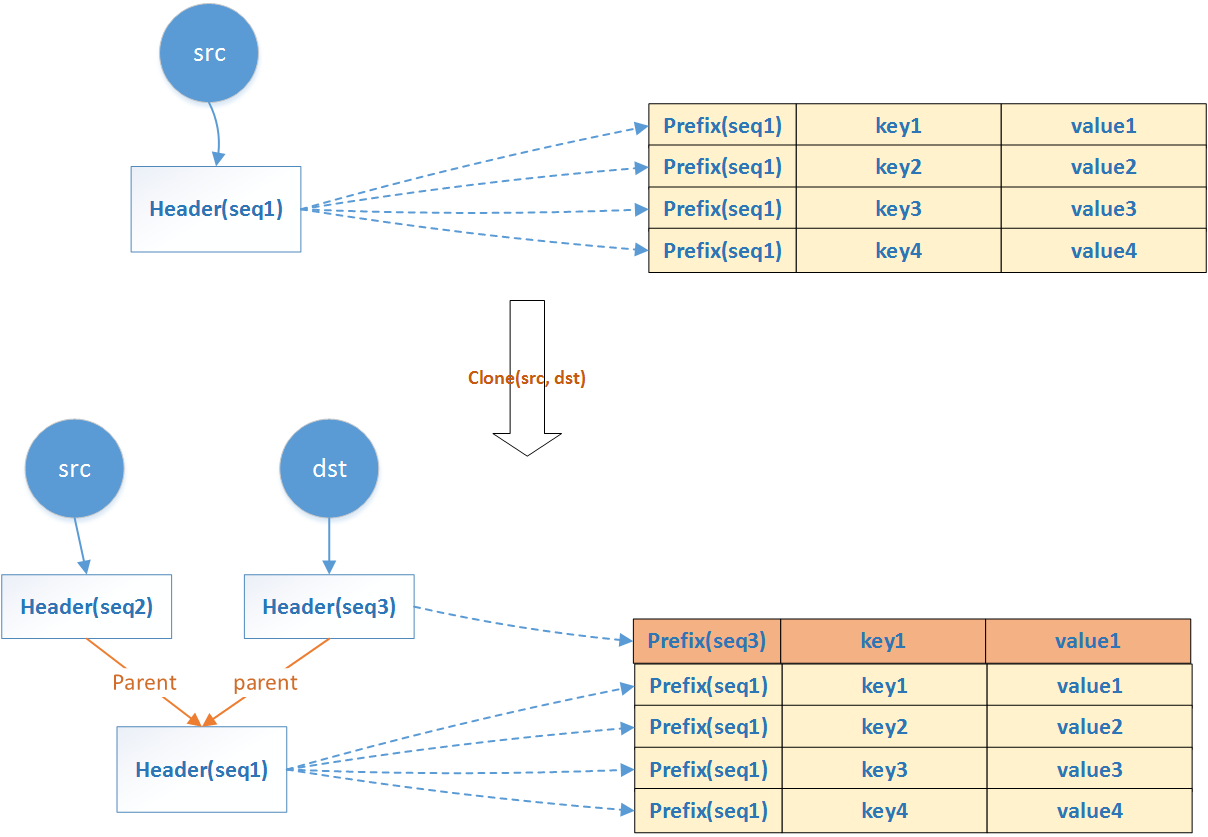 src
Header(seq1)
Prefix(seq1) key1 value1
Prefix(seq1) key2 value2
Prefix(seq1) key3 value3
Prefix(seq1) key4 value4
Clone(src, dst)
src dst
Header(seq2) Header(seq3)
Parent parent
Header(seq1)
Prefix(seq3) key1 value1
Prefix(seq1) key1 value1
Prefix(seq1) key2 value2
Prefix(seq1) key3 value3
Prefix(seq1) key4 value4